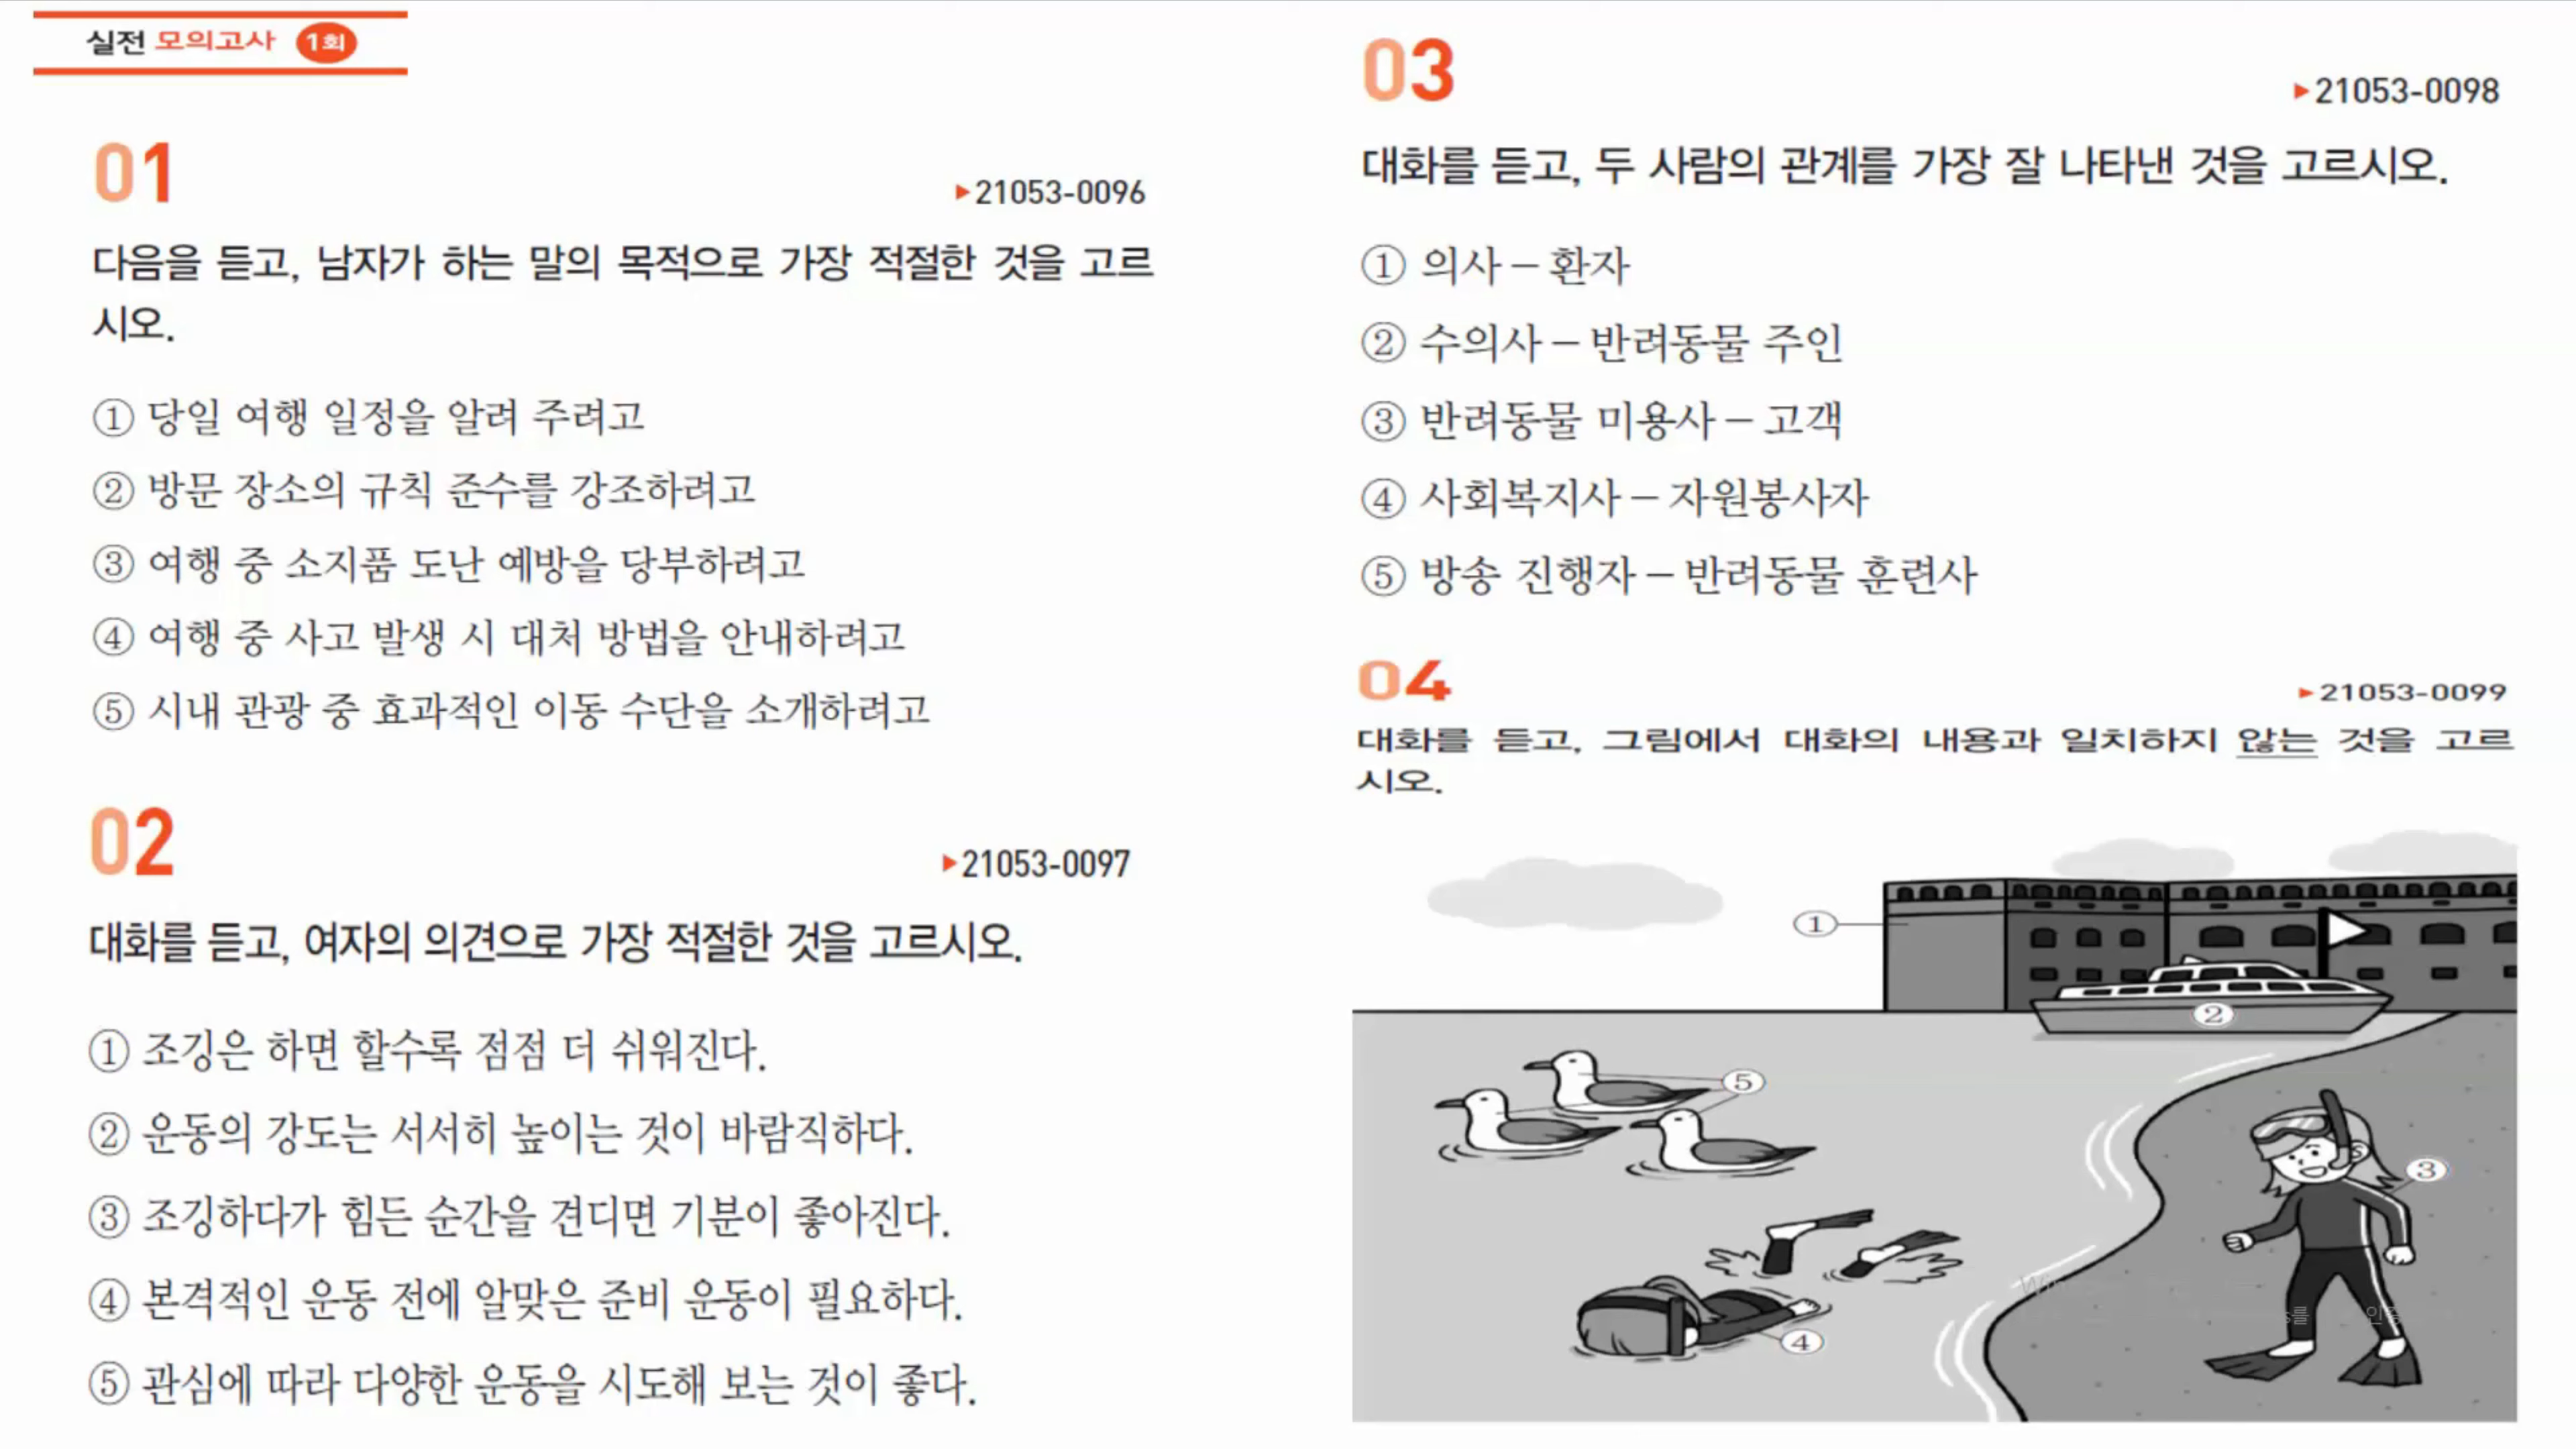 실전 모의고사 1회
01
▶21053-0096
다음을 듣고, 남자가 하는 말의 목적으로 가장 적절한 것을 고르
시오.
① 당일 여행 일정을 알려 주려고
② 방문 장소의 규칙 준수를 강조하려고
③ 여행 중 소지품 도난 예방을 당부하려고
④ 여행 중 사고 발생 시 대처 방법을 안내하려고
⑤ 시내 관광 중 효과적인 이동 수단을 소개하려고
02
▶21053-0097
대화를 듣고, 여자의 의견으로 가장 적절한 것을 고르시오.
① 조깅은 하면 할수록 점점 더 쉬워진다.
② 운동의 강도는 서서히 높이는 것이 바람직하다.
③ 조깅하다가 힘든 순간을 견디면 기분이 좋아진다.
④ 본격적인 운동 전에 알맞은 준비 운동이 필요하다.
⑤ 관심에 따라 다양한 운동을 시도해 보는 것이 좋다.
03
▶21053-0098
대화를 듣고, 두 사람의 관계를 가장 잘 나타낸 것을 고르시오.
① 의사 – 환자
② 수의사 – 반려동물 주인
③ 반려동물 미용사 – 고객
④ 사회복지사 – 자원봉사자
⑤ 방송 진행자 – 반려동물 훈련사
04
▶21053-0099
대화를 듣고, 그림에서 대화의 내용과 일치하지 않는 것을 고르
시오.
①
②
⑤
③
④